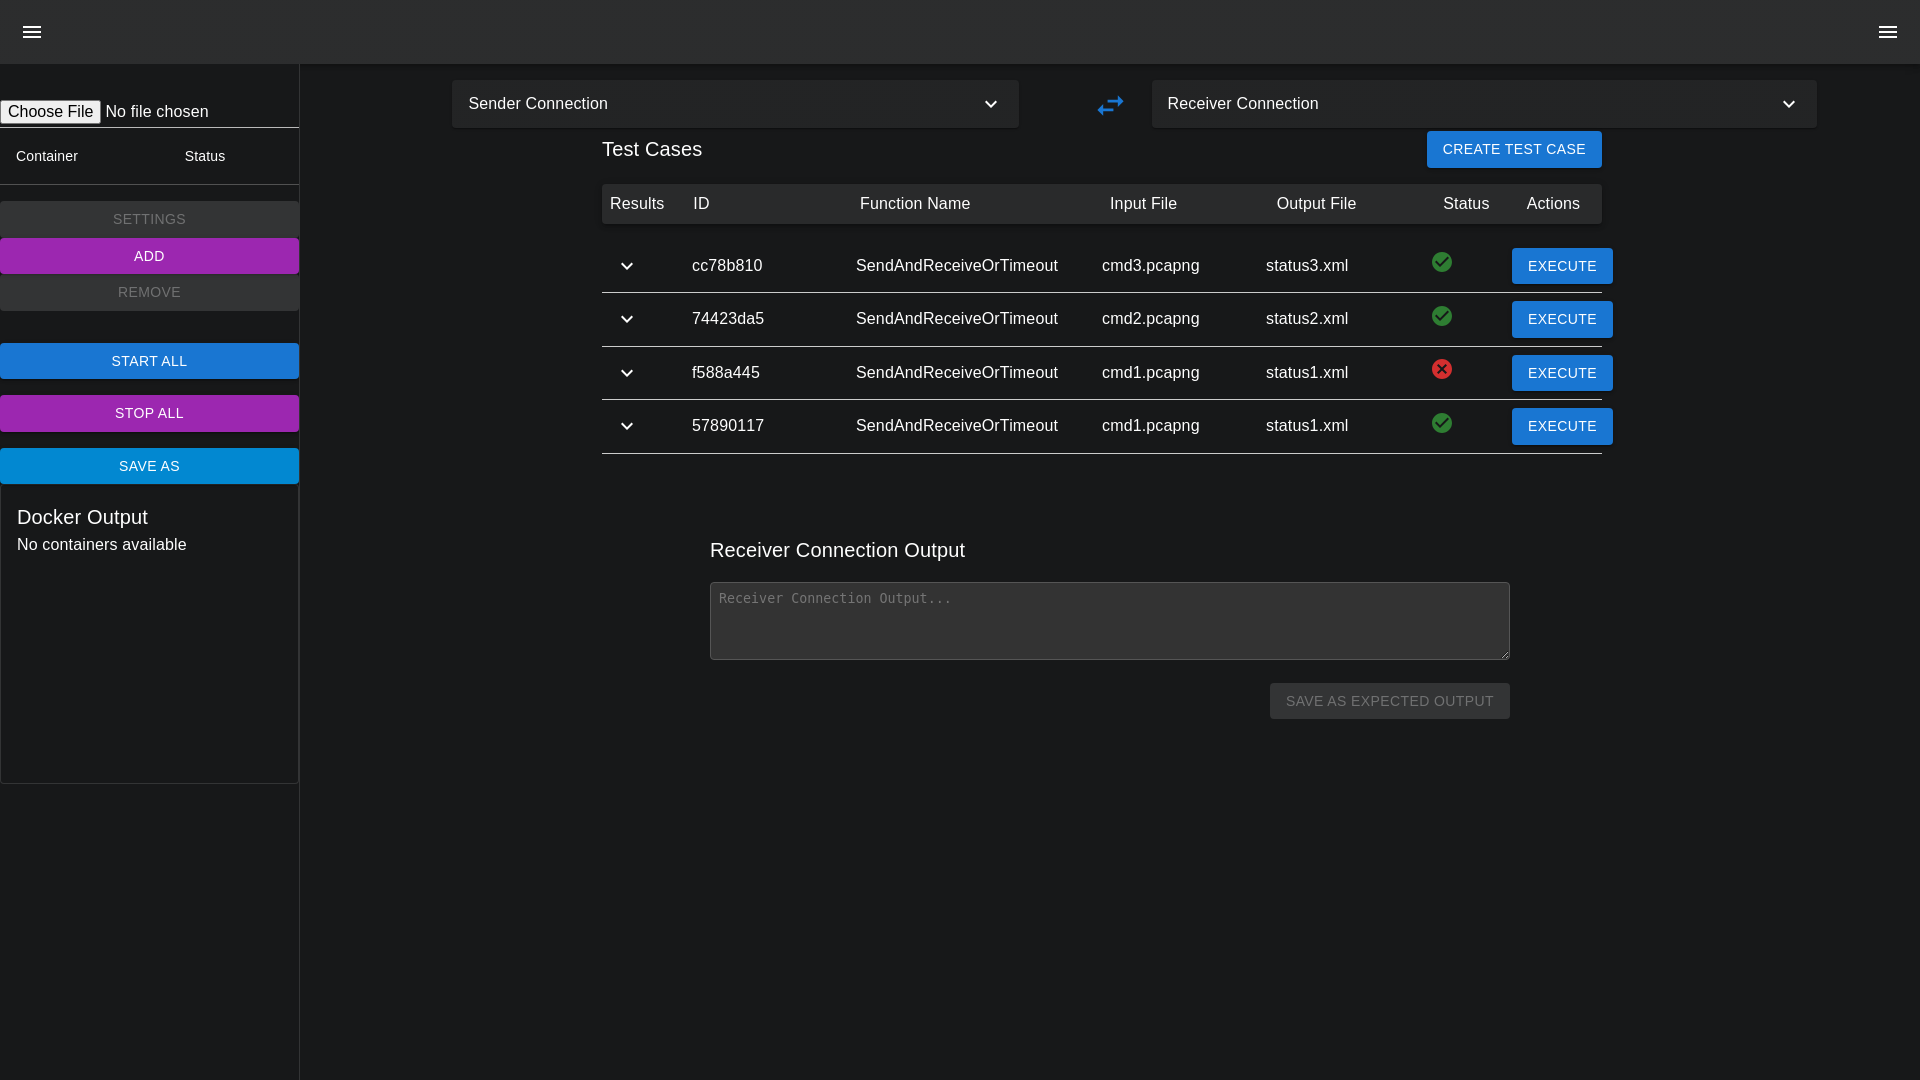 Choose File No file chosen
Container Status
SETTINGS
ADD
REMOVE
START ALL
STOP ALL
SAVE AS
Docker Output
No containers available
Sender Connection
Receiver Connection
Test Cases
CREATE TEST CASE
Results ID Function Name Input File Output File Status Actions
cc78b810 SendAndReceiveOrTimeout cmd3.pcapng status3.xml EXECUTE
74423da5 SendAndReceiveOrTimeout cmd2.pcapng status2.xml EXECUTE
f588a445 SendAndReceiveOrTimeout cmd1.pcapng status1.xml EXECUTE
57890117 SendAndReceiveOrTimeout cmd1.pcapng status1.xml EXECUTE
Receiver Connection Output
Receiver Connection Output...
SAVE AS EXPECTED OUTPUT